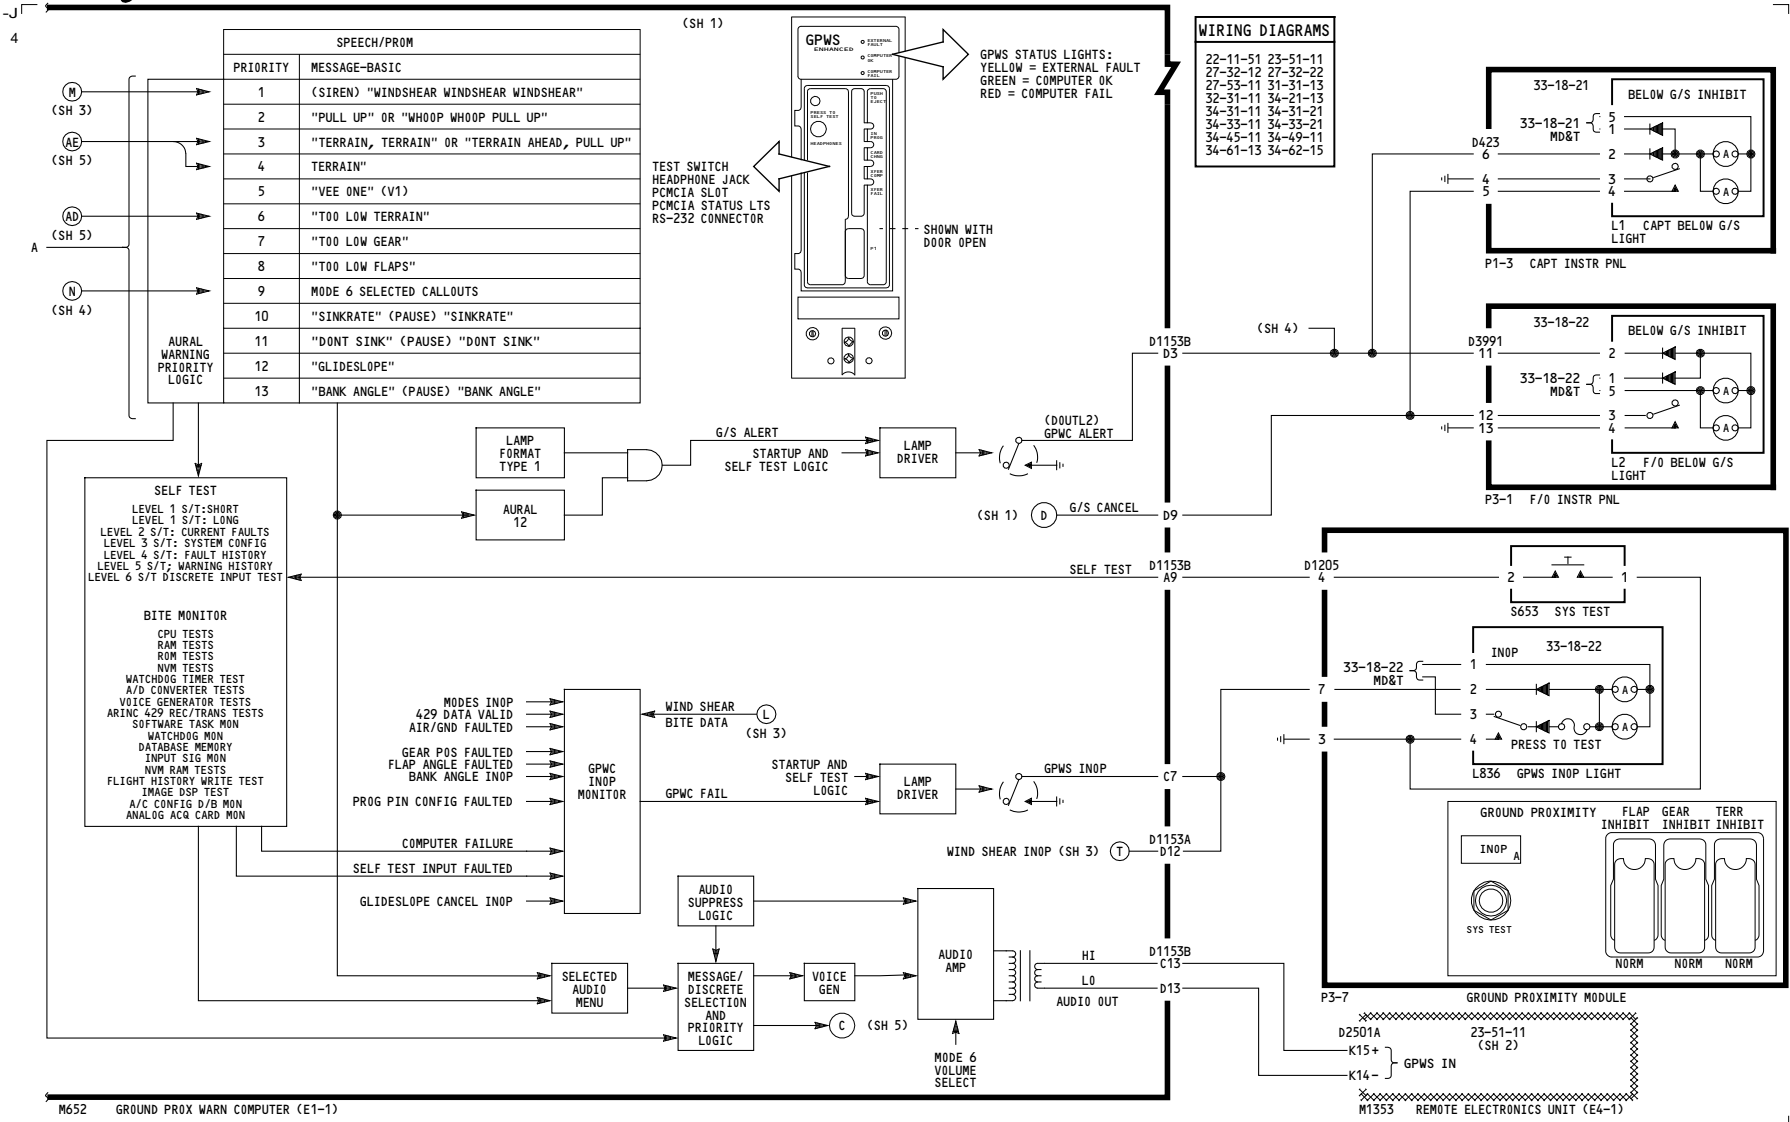 -J
4
(SH 1)
SPEECH/PROM
PRIORITY MESSAGE-BASIC
1 (SIREN) "WINDSHEAR WINDSHEAR WINDSHEAR"
2 "PULL UP" OR "WHOOP WHOOP PULL UP"
3 "TERRAIN, TERRAIN" OR "TERRAIN AHEAD, PULL UP"
4 TERRAIN"
5 "VEE ONE" (V1)
6 "TOO LOW TERRAIN"
7 "TOO LOW GEAR"
8 "TOO LOW FLAPS"
9 MODE 6 SELECTED CALLOUTS
10 "SINKRATE" (PAUSE) "SINKRATE"
11 "DONT SINK" (PAUSE) "DONT SINK"
12 "GLIDESLOPE"
13 "BANK ANGLE" (PAUSE) "BANK ANGLE"
M
(SH 3)
AE
(SH 5)
AD
(SH 5)
A
N
(SH 4)
AURAL
WARNING
PRIORITY
LOGIC
GPWS
ENHANCED
EXTERNAL
FAULT
COMPUTER
OK
COMPUTER
FAIL
PUSH
TO
EJECT
PRESS TO
SELF TEST
HEADPHONES
IN
PROG
CARD
CHNG
XFER
COMP
XFER
FAIL
P1
GPWS STATUS LIGHTS:
YELLOW = EXTERNAL FAULT
GREEN = COMPUTER OK
RED = COMPUTER FAIL
TEST SWITCH
HEADPHONE JACK
PCMCIA SLOT
PCMCIA STATUS LTS
RS-232 CONNECTOR
SHOWN WITH
DOOR OPEN
WIRING DIAGRAMS
22-11-51 23-51-11
27-32-12 27-32-22
27-53-11 31-31-13
32-31-11 34-21-13
34-31-11 34-31-21
34-33-11 34-33-21
34-45-11 34-49-11
34-61-13 34-62-15
33-18-21
BELOW G/S INHIBIT
33-18-21
MD&T
5
1
D423
6 2
A
4 3
5 4
A
L1 CAPT BELOW G/S
LIGHT
P1-3 CAPT INSTR PNL
33-18-22
BELOW G/S INHIBIT
(SH 4)
D1153B
D3
D3991
11 2
33-18-22
MD&T
1
5
A
12 3
13 4
A
L2 F/O BELOW G/S
LIGHT
P3-1 F/O INSTR PNL
LAMP
FORMAT
TYPE 1
AURAL
12
G/S ALERT
STARTUP AND
SELF TEST LOGIC
LAMP
DRIVER
(DOUTL2)
GPWC ALERT
(SH 1) D G/S CANCEL D9
SELF TEST
LEVEL 1 S/T:SHORT
LEVEL 1 S/T: LONG
LEVEL 2 S/T: CURRENT FAULTS
LEVEL 3 S/T: SYSTEM CONFIG
LEVEL 4 S/T: FAULT HISTORY
LEVEL 5 S/T; WARNING HISTORY
LEVEL 6 S/T DISCRETE INPUT TEST
SELF TEST
D1153B
A9
D1205
4
2 1
S653 SYS TEST
BITE MONITOR
CPU TESTS
RAM TESTS
ROM TESTS
NVM TESTS
WATCHDOG TIMER TEST
A/D CONVERTER TESTS
VOICE GENERATOR TESTS
ARINC 429 REC/TRANS TESTS
SOFTWARE TASK MON
WATCHDOG MON
DATABASE MEMORY
INPUT SIG MON
NVM RAM TESTS
FLIGHT HISTORY WRITE TEST
IMAGE DSP TEST
A/C CONFIG D/B MON
ANALOG ACQ CARD MON
MODES INOP
429 DATA VALID
AIR/GND FAULTED
GEAR POS FAULTED
FLAP ANGLE FAULTED
BANK ANGLE INOP
PROG PIN CONFIG FAULTED
COMPUTER FAILURE
SELF TEST INPUT FAULTED
GLIDESLOPE CANCEL INOP
GPWC
INOP
MONITOR
WIND SHEAR
BITE DATA
L
(SH 3)
STARTUP AND
SELF TEST
LOGIC
GPWC FAIL
LAMP
DRIVER
GPWS INOP
C7
WIND SHEAR INOP (SH 3) T
D1153A
D12
INOP
33-18-22
33-18-22
MD&T
1
7 2
A
3
3 4
A
PRESS TO TEST
L836 GPWS INOP LIGHT
GROUND PROXIMITY
FLAP
INHIBIT
GEAR
INHIBIT
TERR
INHIBIT
INOP
A
SYS TEST
NORM NORM NORM
P3-7 GROUND PROXIMITY MODULE
AUDIO
SUPPRESS
LOGIC
SELECTED
AUDIO
MENU
MESSAGE/
DISCRETE
SELECTION
AND
PRIORITY
LOGIC
VOICE
GEN
C (SH 5)
AUDIO
AMP
MODE 6
VOLUME
SELECT
HI
D1153B
C13
LO
D13
AUDIO OUT
D2501A
23-51-11
(SH 2)
K15+
K14-
GPWS IN
M652 GROUND PROX WARN COMPUTER (E1-1)
M1353 REMOTE ELECTRONICS UNIT (E4-1)